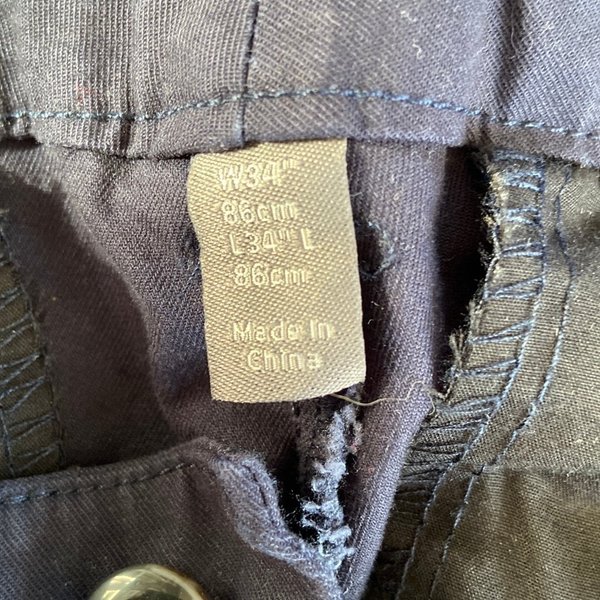 W34"
86cm
L34" L
86cm
Made In
China